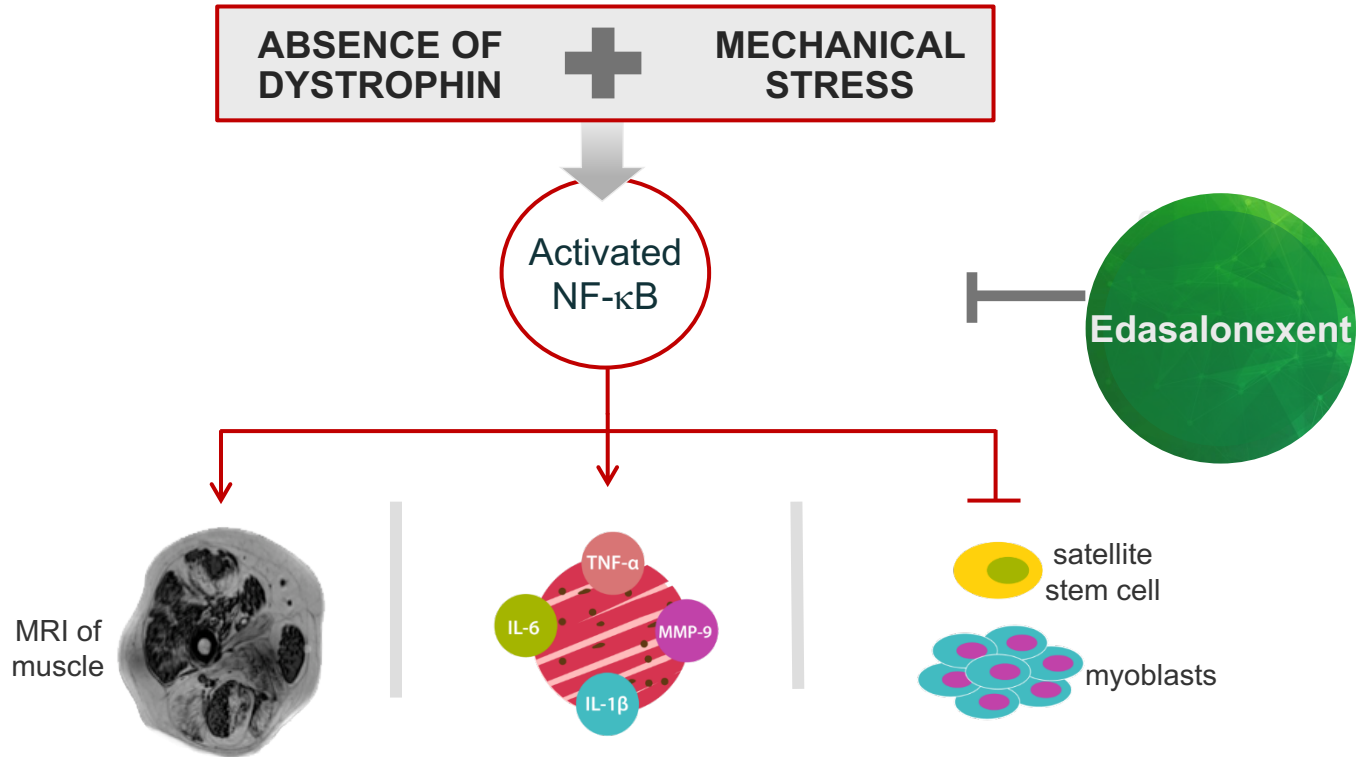 ABSENCE OF
DYSTROPHIN
MECHANICAL
STRESS
Activated
NF-κB
Edasalonexent
MRI of
muscle
TNF-α
IL-6
MMP-9
IL-1β
satellite
stem cell
myoblasts